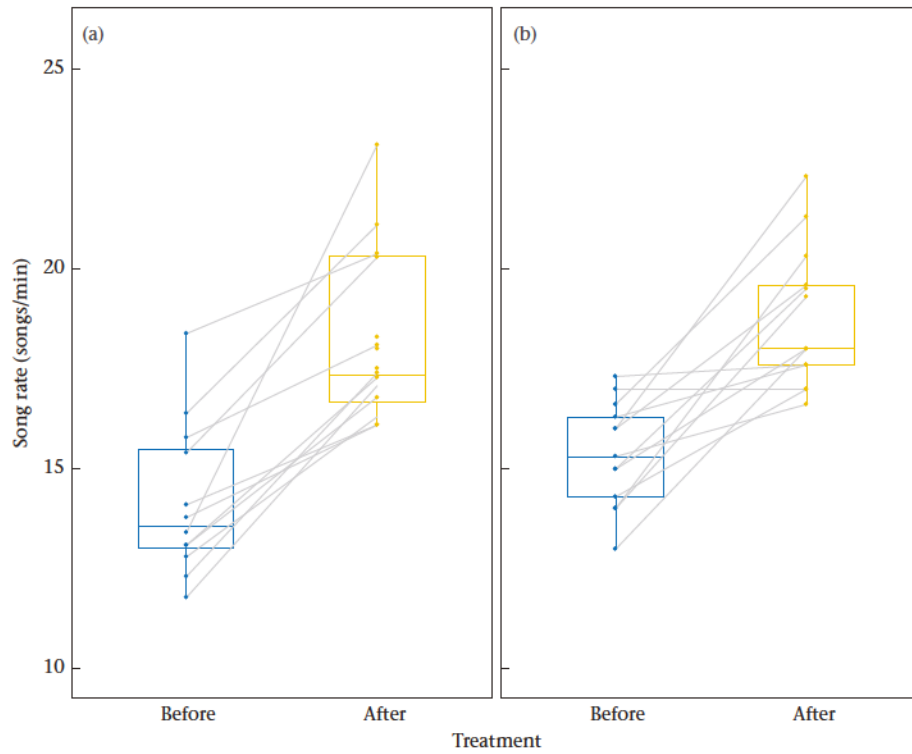 (a)
(b)
25
20
15
10
Song rate (songs/min)
Before
After
Before
After
Treatment